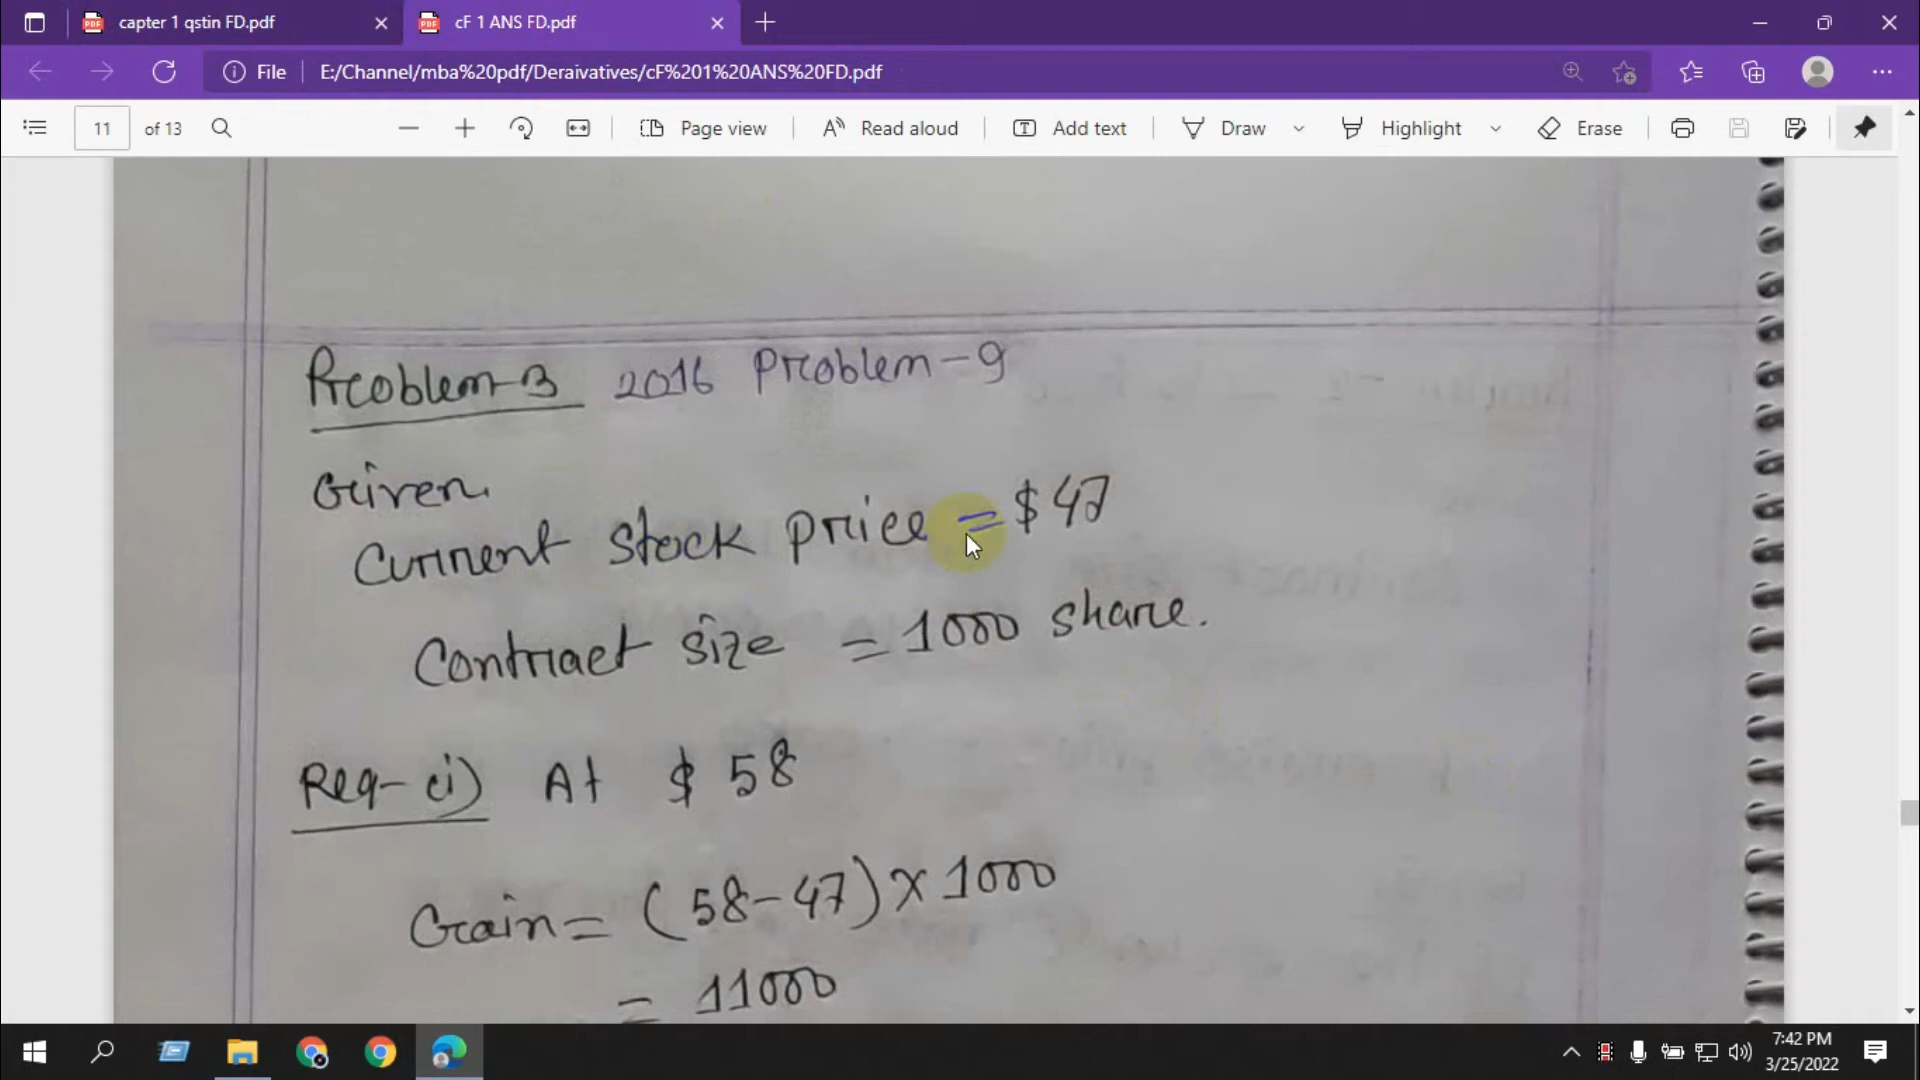 capter 1 qstin FD.pdf
cF 1 ANS FD.pdf
File
E:/Channel/mba%20pdf/Deraivatives/cF%201%20ANS%20FD.pdf
11 of 13
Page view
Read aloud
Add text
Draw
Highlight
Erase
Problem-3 2016 Problem-9
Given,
Current stock price = $47
Contract size = 1000 share.
Req-(i) At $ 58
Gain = (58-47) × 1000
= 11000
7:42 PM
3/25/2022